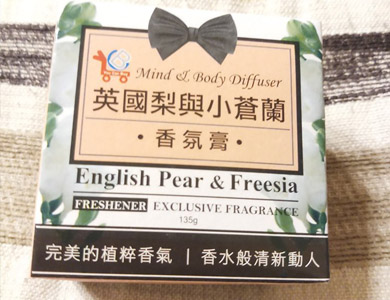 Mind & Body Diffuser
英國梨與小蒼蘭
•香氛膏•
English Pear & Freesia
FRESHENER EXCLUSIVE FRAGRANCE
135g
完美的植粹香氣 | 香水般清新動人